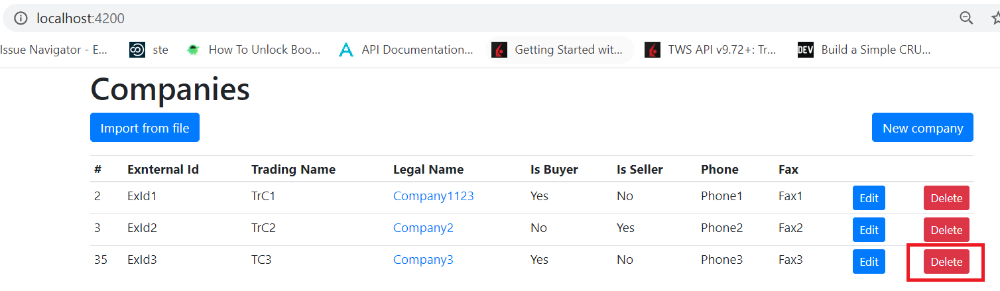 localhost:4200
Issue Navigator - E... ste How To Unlock Boo... API Documentation... Getting Started wit... TWS API v9.72+: Tr... DEV Build a Simple CRU...
Companies
Import from file New company
# Exnternal Id Trading Name Legal Name Is Buyer Is Seller Phone Fax
2 ExId1 TrC1 Company1123 Yes No Phone1 Fax1 Edit Delete
3 ExId2 TrC2 Company2 No Yes Phone2 Fax2 Edit Delete
35 ExId3 TC3 Company3 Yes No Phone3 Fax3 Edit Delete